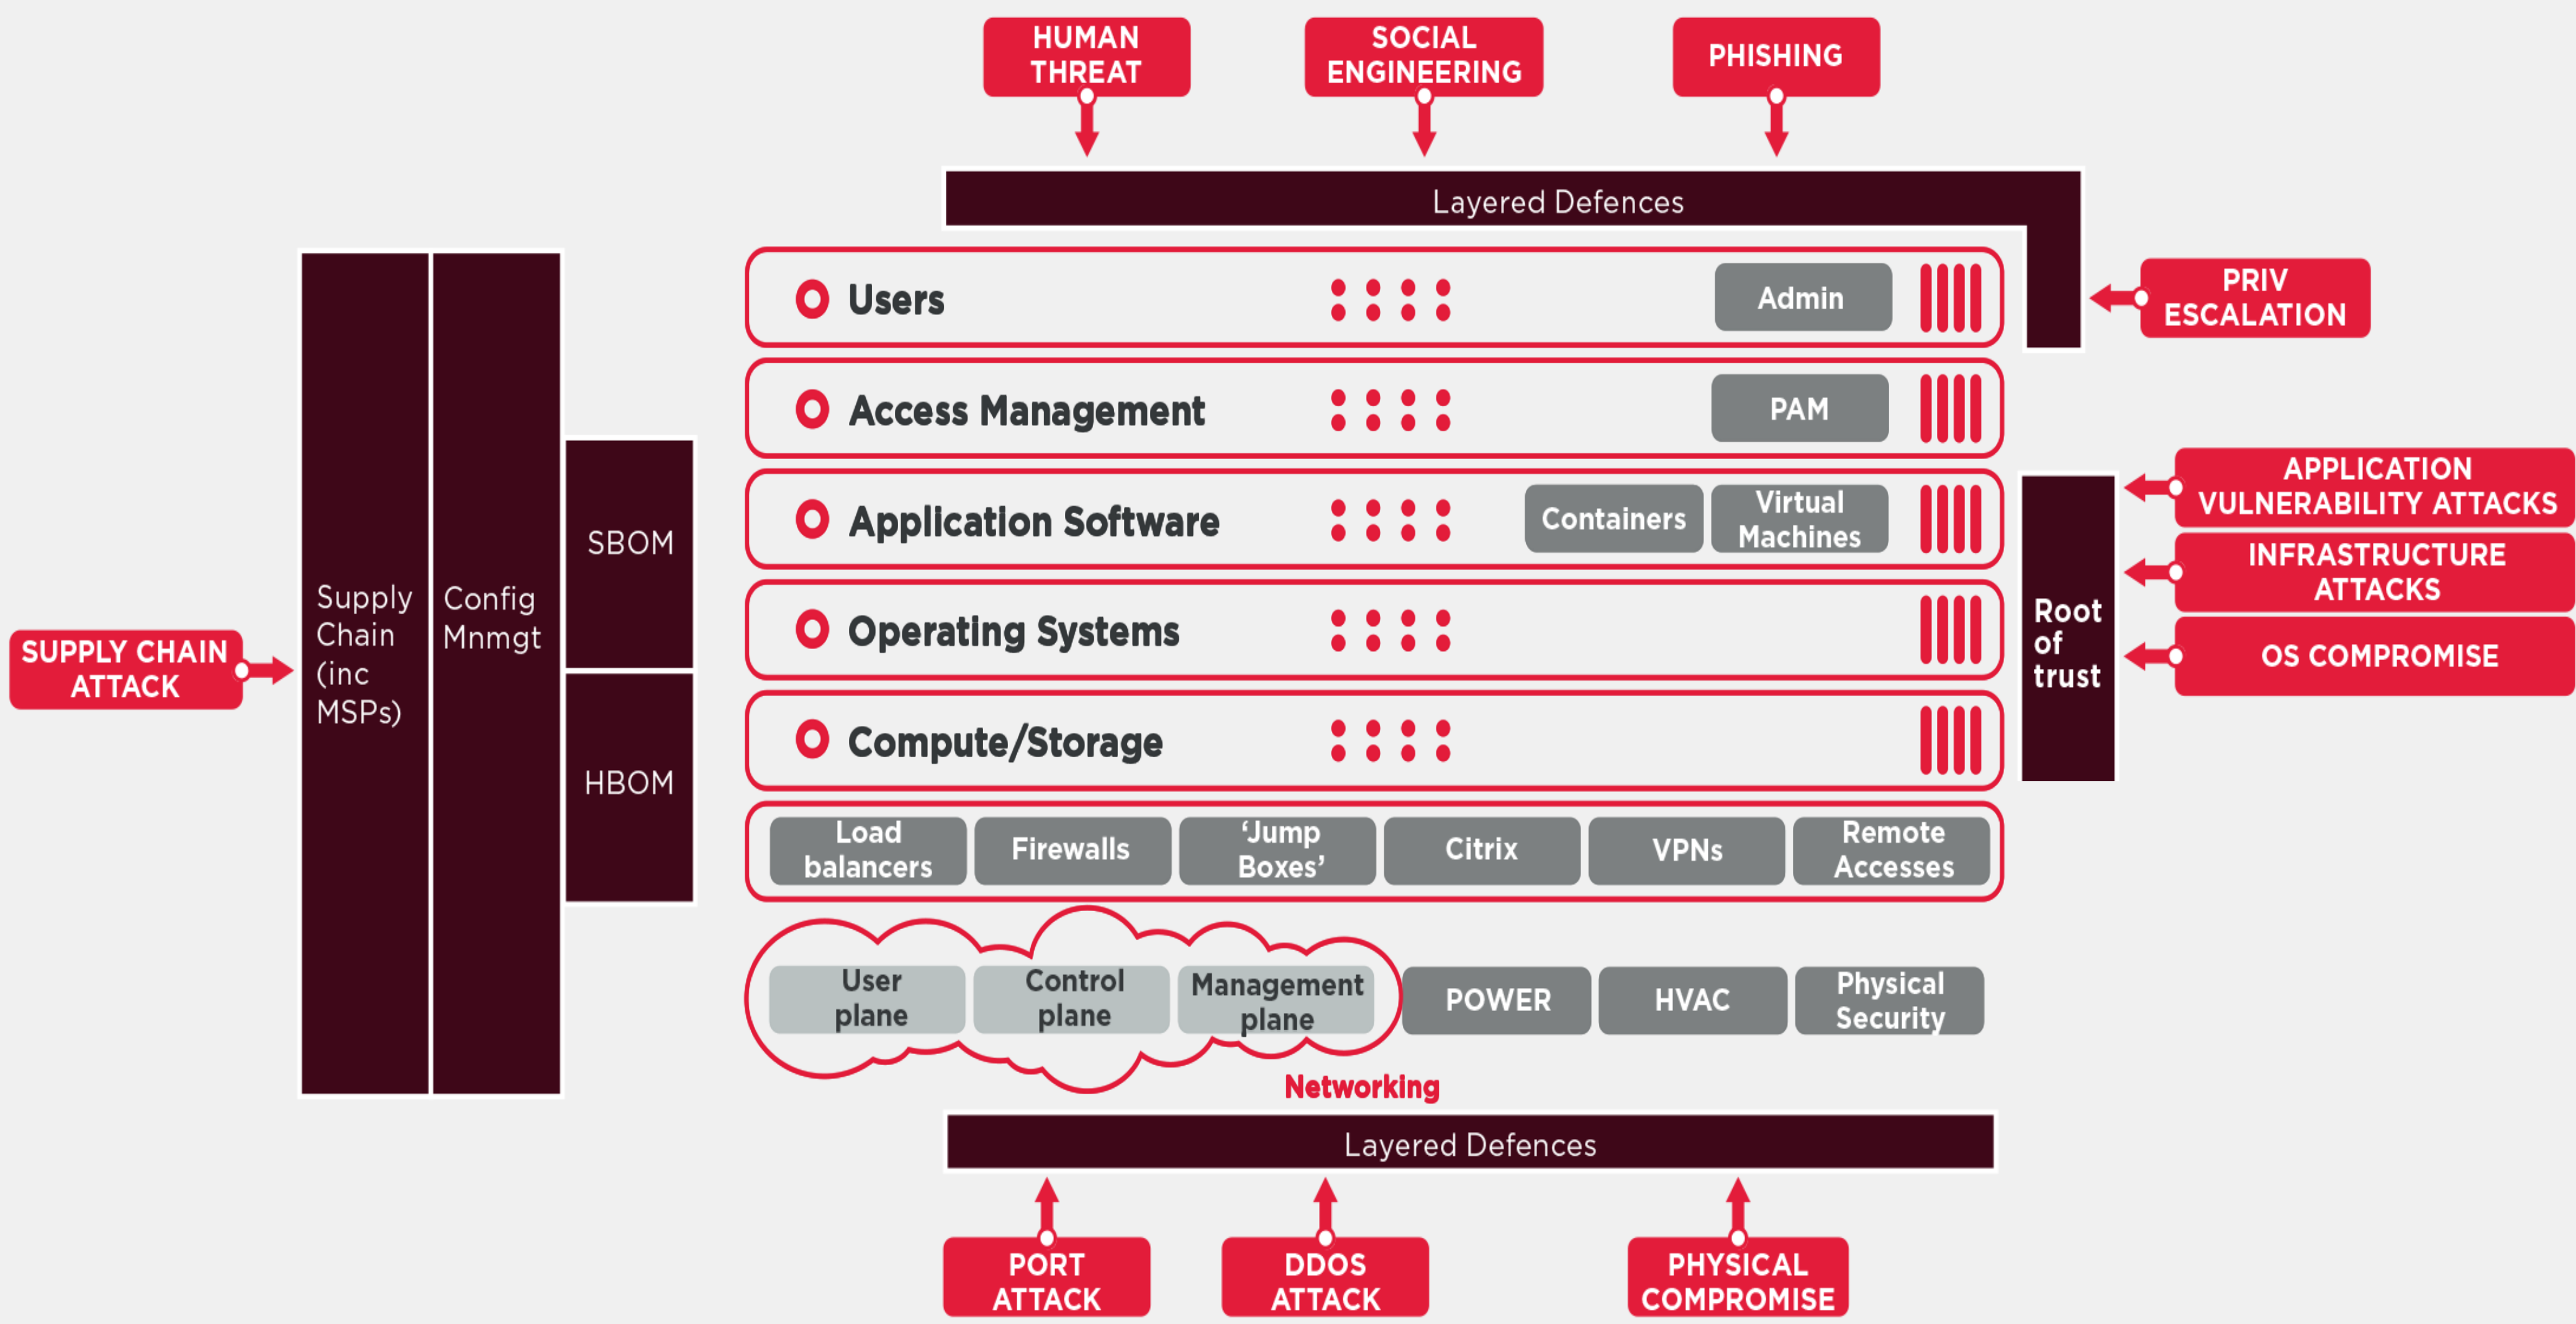 HUMAN
THREAT
SOCIAL
ENGINEERING
PHISHING
Layered Defences
Users
Admin
PRIV
ESCALATION
Access Management
PAM
Application Software
Containers
Virtual
Machines
APPLICATION
VULNERABILITY ATTACKS
INFRASTRUCTURE
ATTACKS
OS COMPROMISE
Root
of
trust
Operating Systems
Compute/Storage
SUPPLY CHAIN
ATTACK
Supply
Chain
(inc
MSPs)
Config
Mnmgt
SBOM
HBOM
Load
balancers
Firewalls
‘Jump
Boxes’
Citrix
VPNs
Remote
Accesses
User
plane
Control
plane
Management
plane
POWER
HVAC
Physical
Security
Networking
Layered Defences
PORT
ATTACK
DDOS
ATTACK
PHYSICAL
COMPROMISE